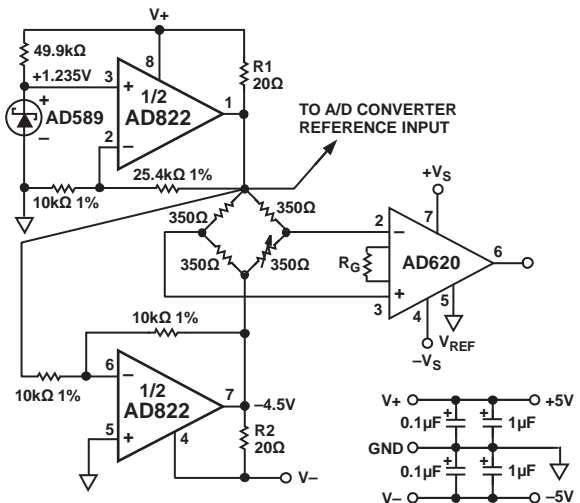 V+
49.9kΩ
+1.235V
3
+
8
1/2
AD822
1
R1
20Ω
+
AD589
–
2
–
TO A/D CONVERTER
REFERENCE INPUT
10kΩ 1%
25.4kΩ 1%
350Ω
350Ω
350Ω
350Ω
+VS
7
2
–
RG
AD620
6
+
3
4
5
VREF
–VS
10kΩ 1%
10kΩ 1%
6
–
1/2
AD822
7
–4.5V
5
+
4
R2
20Ω
V–
V+
+5V
0.1µF
+
+
1µF
GND
0.1µF
+
+
1µF
V–
–5V